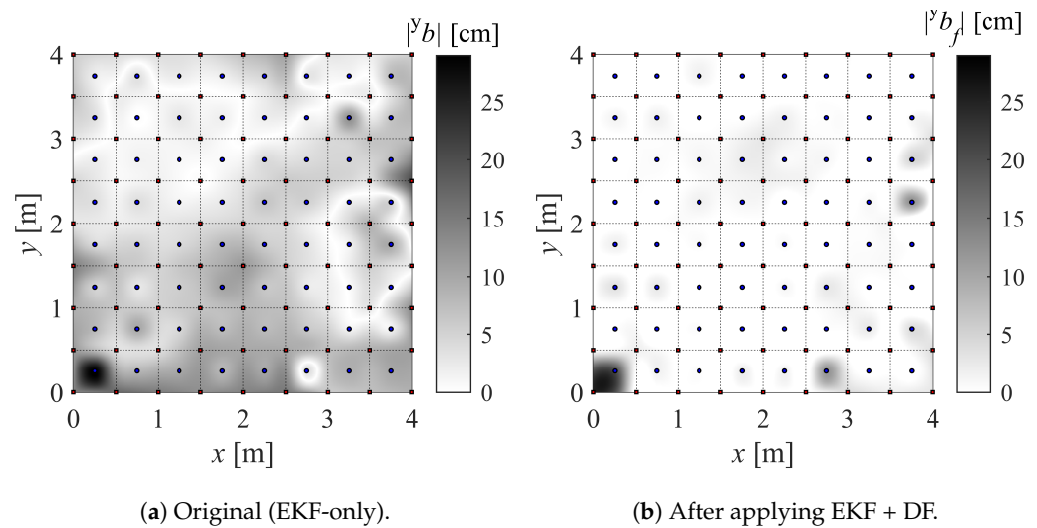 |ʸb| [cm]
4
3
2
1
0
y [m]
0 1 2 3 4
x [m]
25
20
15
10
5
0
(a) Original (EKF-only).
|ʸb_f| [cm]
4
3
2
1
0
y [m]
0 1 2 3 4
x [m]
25
20
15
10
5
0
(b) After applying EKF + DF.